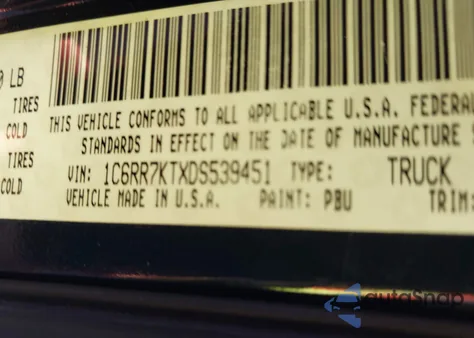 0 LB
TIRES
COLD
TIRES
COLD
THIS VEHICLE CONFORMS TO ALL APPLICABLE U.S.A. FEDERAL
STANDARDS IN EFFECT ON THE DATE OF MANUFACTURE
VIN: 1C6RR7KTXDS539451 TYPE: TRUCK
VEHICLE MADE IN U.S.A. PAINT: PBU TRIM:
autoSnap